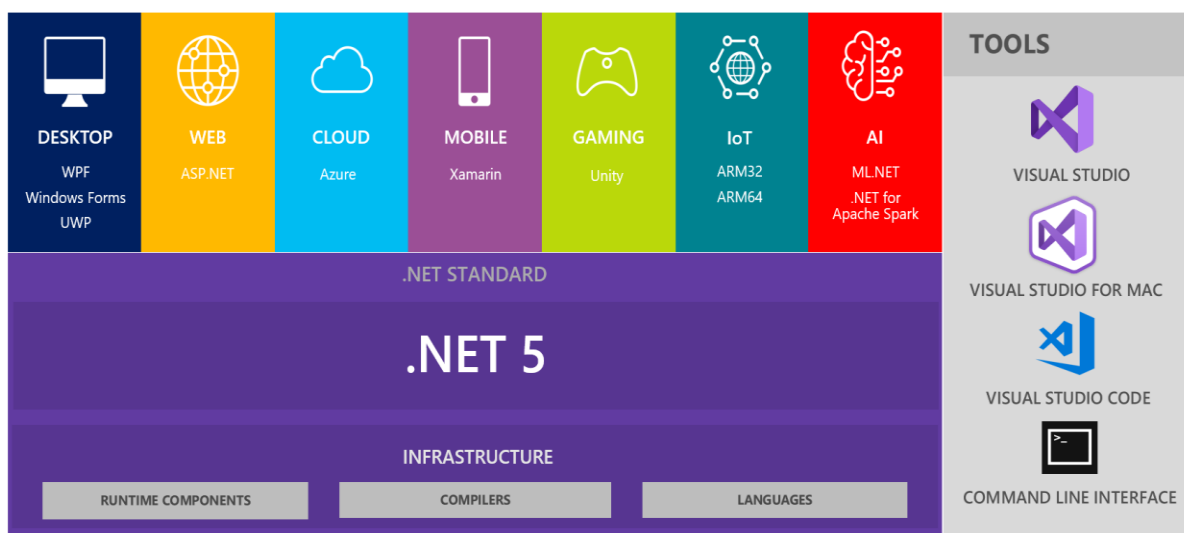 DESKTOP
WPF
Windows Forms
UWP
WEB
ASP.NET
CLOUD
Azure
MOBILE
Xamarin
GAMING
Unity
IoT
ARM32
ARM64
AI
ML.NET
.NET for
Apache Spark
.NET STANDARD
.NET 5
INFRASTRUCTURE
RUNTIME COMPONENTS
COMPILERS
LANGUAGES
TOOLS
VISUAL STUDIO
VISUAL STUDIO FOR MAC
VISUAL STUDIO CODE
>_
COMMAND LINE INTERFACE